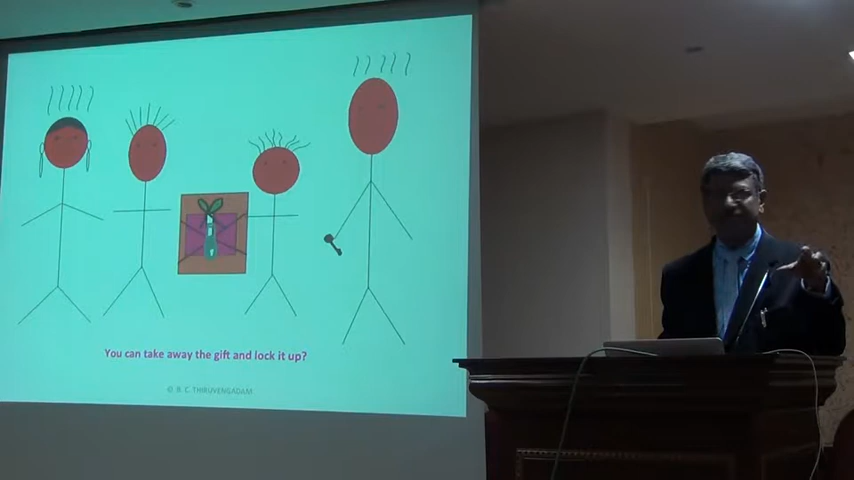 You can take away the gift and lock it up?
© B. C. THIRUVENGADAM